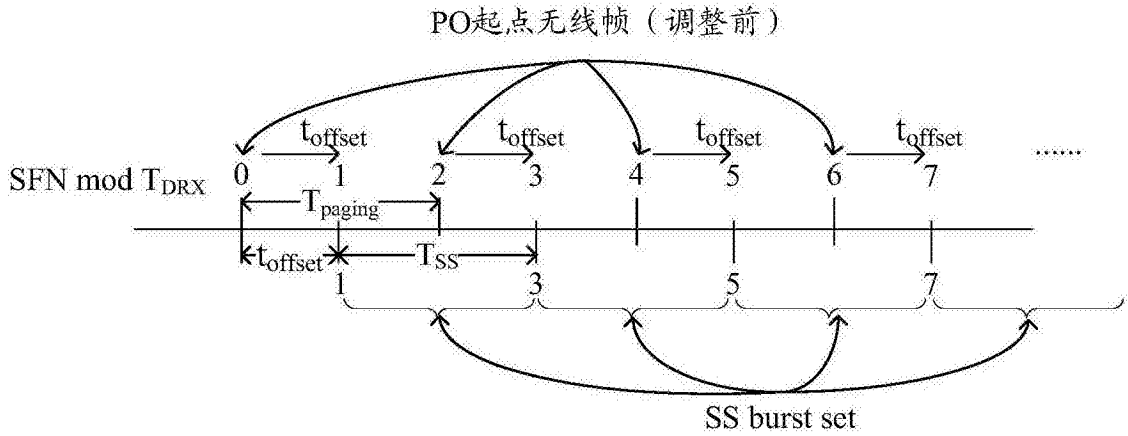 PO起点无线帧（调整前）
t_offset t_offset t_offset t_offset
SFN mod T_DRX 0 1 2 3 4 5 6 7 ......
T_paging
t_offset T_SS
1 3 5 7
SS burst set